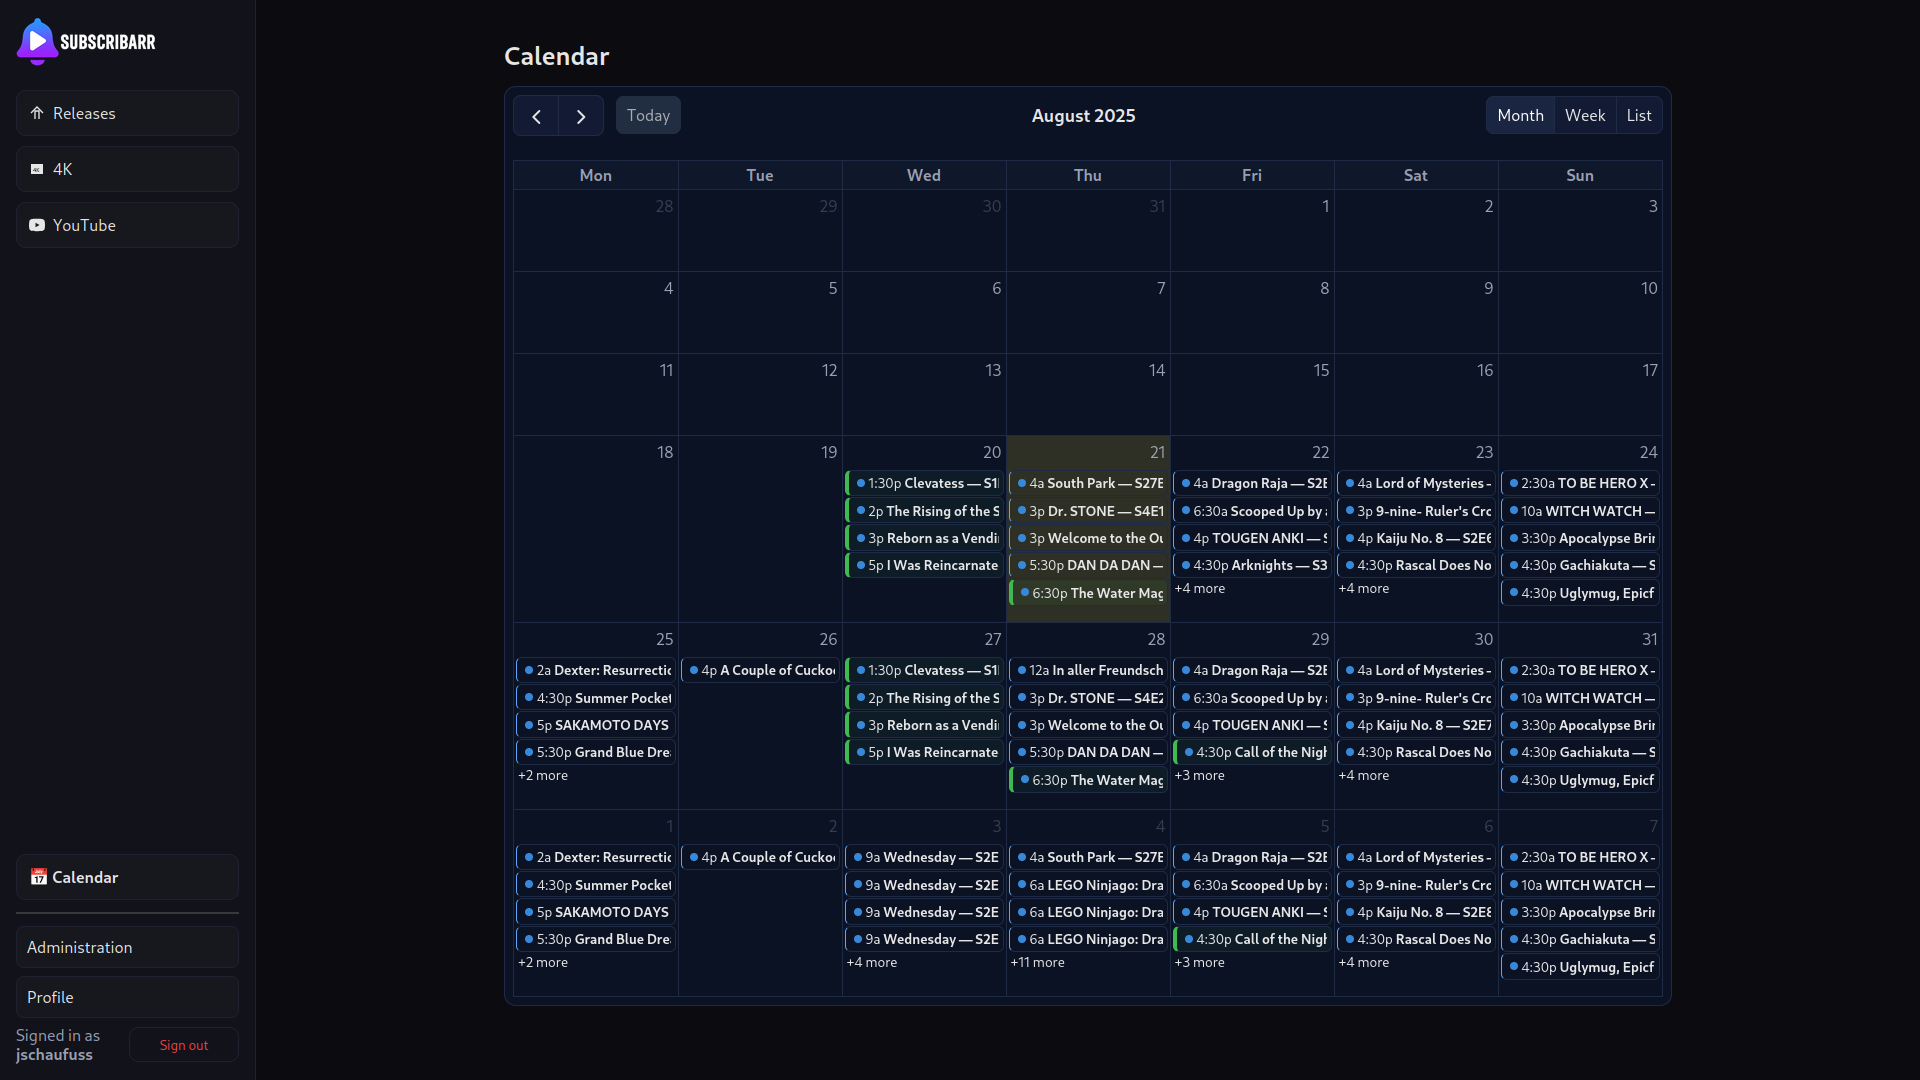 SUBSCRIBARR
Releases
4K
YouTube
Calendar
Administration
Profile
Signed in as
jschaufuss
Sign out
Calendar
Today
August 2025
Month Week List
Mon Tue Wed Thu Fri Sat Sun
28 29 30 31 1 2 3
4 5 6 7 8 9 10
11 12 13 14 15 16 17
18 19 20 21 22 23 24
1:30p Clevatess — S1
2p The Rising of the S
3p Reborn as a Vendi
5p I Was Reincarnate
4a South Park — S27E
3p Dr. STONE — S4E1
3p Welcome to the Ou
5:30p DAN DA DAN —
6:30p The Water Mag
4a Dragon Raja — S2E
6:30a Scooped Up by
4p TOUGEN ANKI — S
4:30p Arknights — S3
+4 more
4a Lord of Mysteries -
3p 9-nine- Ruler's Cro
4p Kaiju No. 8 — S2E6
4:30p Rascal Does No
+4 more
2:30a TO BE HERO X -
10a WITCH WATCH —
3:30p Apocalypse Brin
4:30p Gachiakuta — S
4:30p Uglymug, Epicf
25 26 27 28 29 30 31
2a Dexter: Resurrectio
4:30p Summer Pocket
5p SAKAMOTO DAYS
5:30p Grand Blue Dre
+2 more
4p A Couple of Cuckoo
1:30p Clevatess — S1
2p The Rising of the S
3p Reborn as a Vendi
5p I Was Reincarnate
12a In aller Freundsch
3p Dr. STONE — S4E2
3p Welcome to the Ou
5:30p DAN DA DAN —
6:30p The Water Mag
4a Dragon Raja — S2E
6:30a Scooped Up by
4p TOUGEN ANKI — S
4:30p Call of the Nigh
+3 more
4a Lord of Mysteries -
3p 9-nine- Ruler's Cro
4p Kaiju No. 8 — S2E7
4:30p Rascal Does No
+4 more
2:30a TO BE HERO X -
10a WITCH WATCH —
3:30p Apocalypse Brin
4:30p Gachiakuta — S
4:30p Uglymug, Epicf
1 2 3 4 5 6 7
2a Dexter: Resurrectio
4:30p Summer Pocket
5p SAKAMOTO DAYS
5:30p Grand Blue Dre
+2 more
4p A Couple of Cuckoo
9a Wednesday — S2E
9a Wednesday — S2E
9a Wednesday — S2E
9a Wednesday — S2E
+4 more
4a South Park — S27E
6a LEGO Ninjago: Dra
6a LEGO Ninjago: Dra
6a LEGO Ninjago: Dra
+11 more
4a Dragon Raja — S2E
6:30a Scooped Up by
4p TOUGEN ANKI — S
4:30p Call of the Nigh
+3 more
4a Lord of Mysteries -
3p 9-nine- Ruler's Cro
4p Kaiju No. 8 — S2E8
4:30p Rascal Does No
+4 more
2:30a TO BE HERO X -
10a WITCH WATCH —
3:30p Apocalypse Brin
4:30p Gachiakuta — S
4:30p Uglymug, Epicf